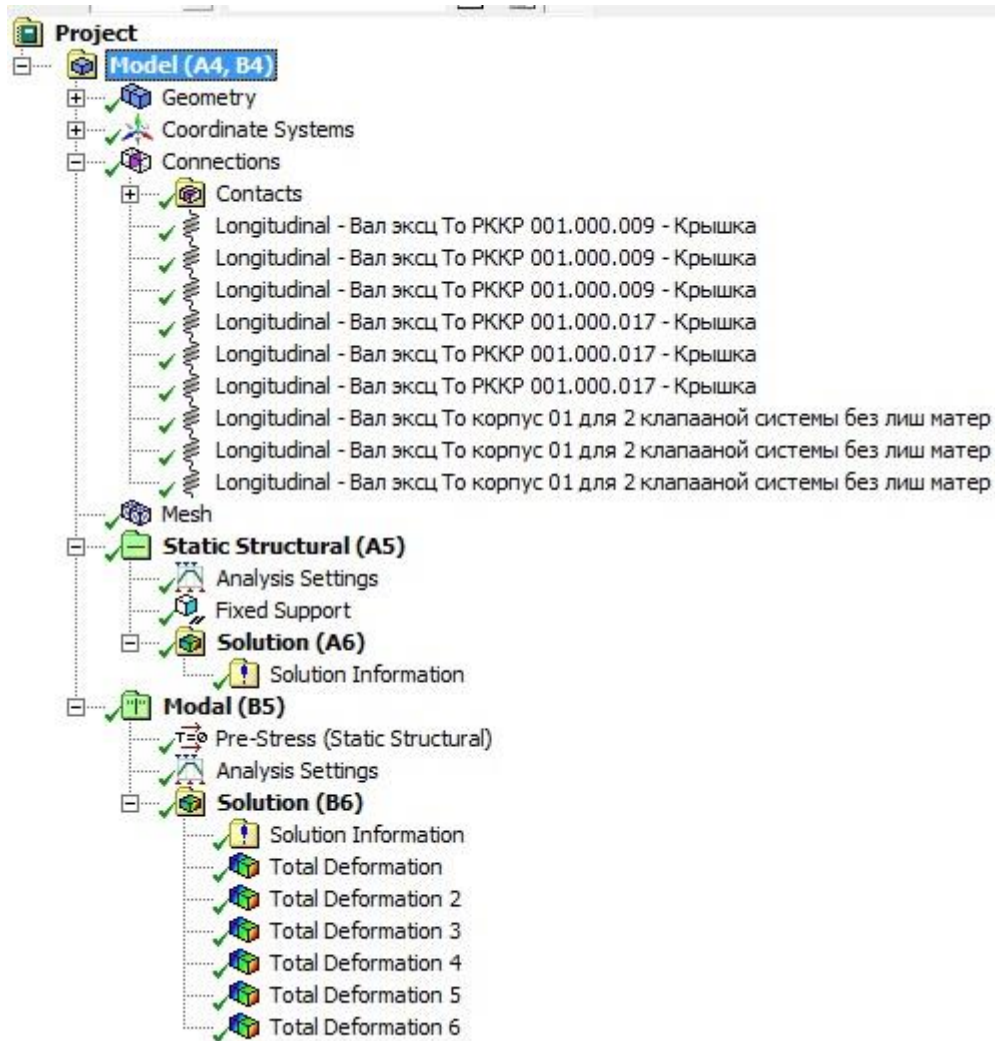 Project
Model (A4, B4)
Geometry
Coordinate Systems
Connections
Contacts
Longitudinal - Вал эксц To РККР 001.000.009 - Крышка
Longitudinal - Вал эксц To РККР 001.000.009 - Крышка
Longitudinal - Вал эксц To РККР 001.000.009 - Крышка
Longitudinal - Вал эксц To РККР 001.000.017 - Крышка
Longitudinal - Вал эксц To РККР 001.000.017 - Крышка
Longitudinal - Вал эксц To РККР 001.000.017 - Крышка
Longitudinal - Вал эксц To корпус 01 для 2 клапааной системы без лиш матер
Longitudinal - Вал эксц To корпус 01 для 2 клапааной системы без лиш матер
Longitudinal - Вал эксц To корпус 01 для 2 клапааной системы без лиш матер
Mesh
Static Structural (A5)
Analysis Settings
Fixed Support
Solution (A6)
Solution Information
Modal (B5)
T=0 Pre-Stress (Static Structural)
Analysis Settings
Solution (B6)
Solution Information
Total Deformation
Total Deformation 2
Total Deformation 3
Total Deformation 4
Total Deformation 5
Total Deformation 6